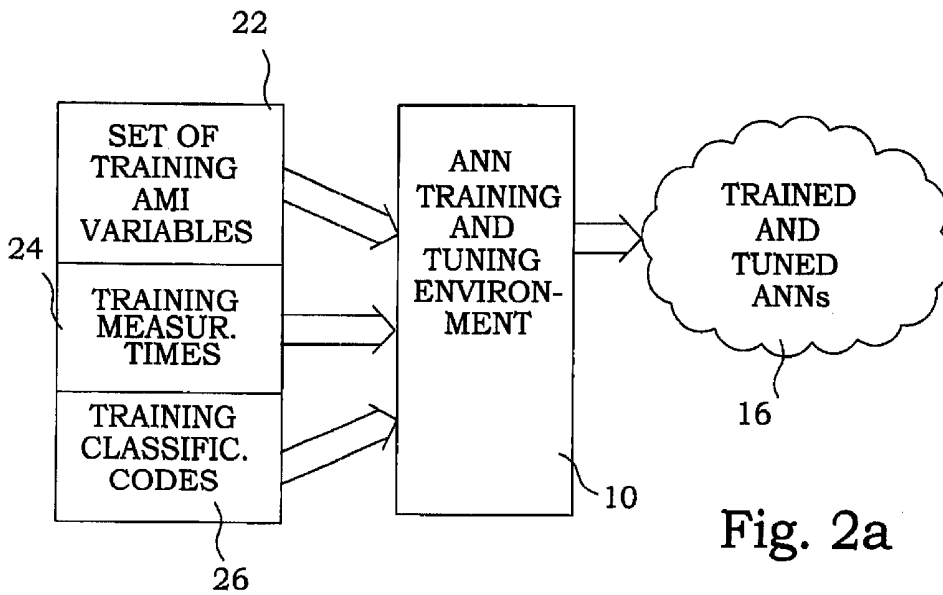 22
SET OF
TRAINING
AMI
VARIABLES
24
TRAINING
MEASUR.
TIMES
TRAINING
CLASSIFIC.
CODES
26
ANN
TRAINING
AND
TUNING
ENVIRON-
MENT
10
TRAINED
AND
TUNED
ANNs
16
Fig. 2a